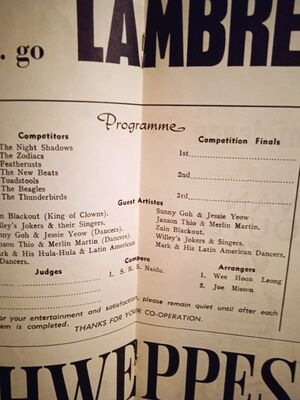 . go LAMBRE
Programme
Competitors
The Night Shadows
The Zodiacs
Featherusts
The New Beats
Toadstools
The Beagles
The Thunderbirds
Competition Finals
1st
2nd
3rd
Guest Artistes
in Blackout (King of Clowns).
lley's Jokers & their Singers.
nny Goh & Jessie Yeow (Dancers).
nson Thio & Merlin Martin (Dancers).
ark & His Hula-Hula & Latin American
Dancers.
Sunny Goh & Jessie Yeow
Janson Thio & Merlin Martin.
Zain Blackout.
Willey's Jokers & Singers.
Mark & His Latin American Dancers.
Judges
Compere
1. S. R. S. Naidu.
Arrangers
1. Wee Hoon Leong
2. Joe Misson
or your entertainment and satisfaction, please remain quiet until after each
em is completed. THANKS FOR YOUR CO-OPERATION.
HWEPPES